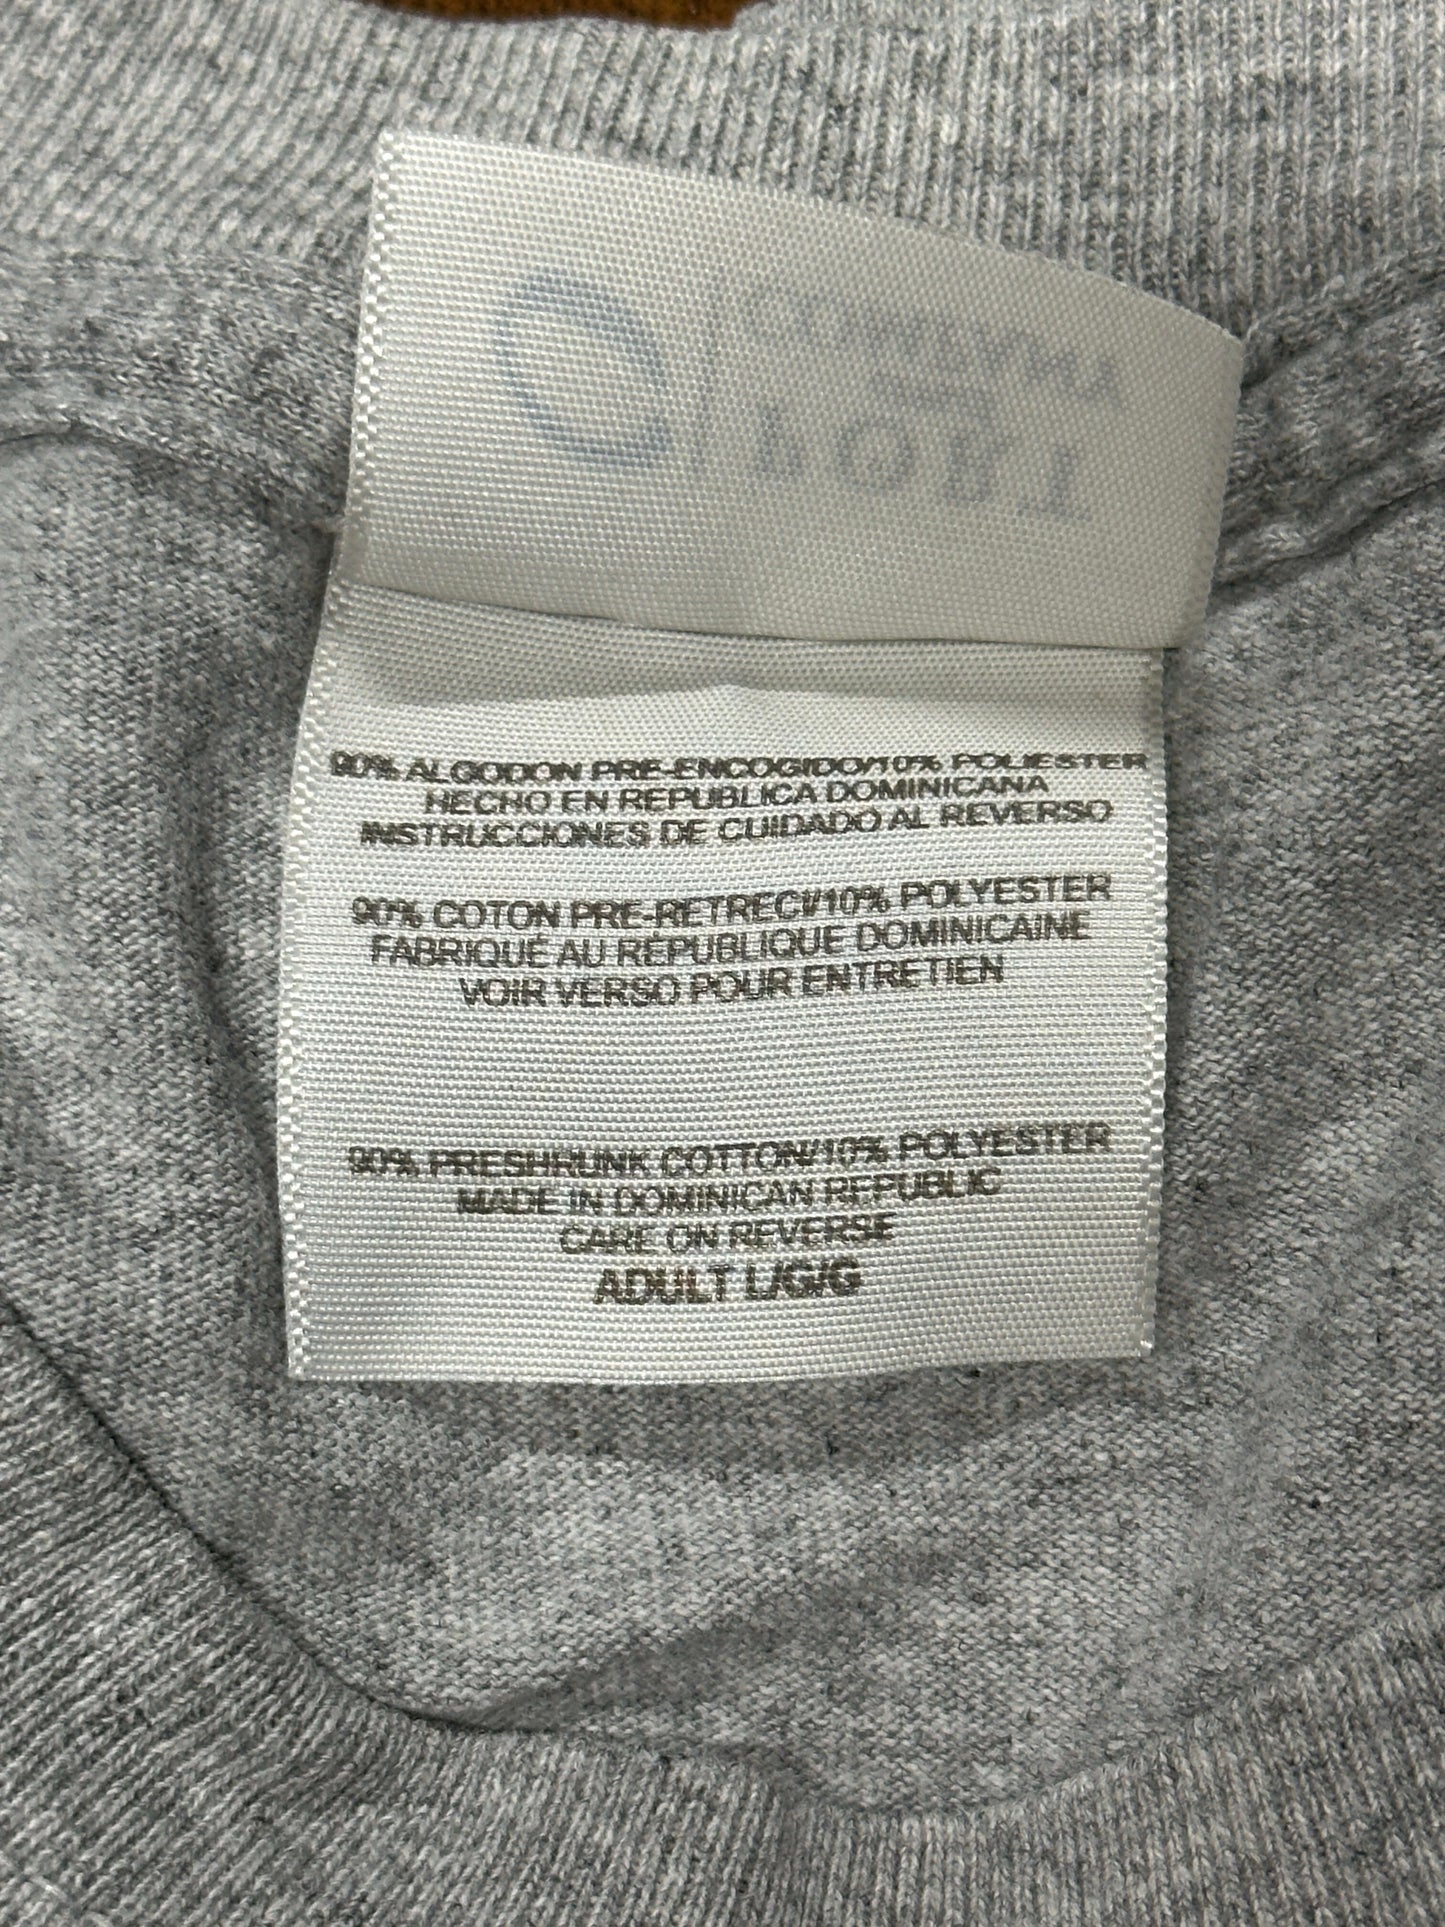 90% ALGODON PRE-ENCOGIDO/10% POLIESTER
HECHO EN REPUBLICA DOMINICANA
INSTRUCCIONES DE CUIDADO AL REVERSO
90% COTON PRE-RETRECI/10% POLYESTER
FABRIQUÉ AU RÉPUBLIQUE DOMINICAINE
VOIR VERSO POUR ENTRETIEN
90% PRESHRUNK COTTON/10% POLYESTER
MADE IN DOMINICAN REPUBLIC
CARE ON REVERSE
ADULT L/G/G